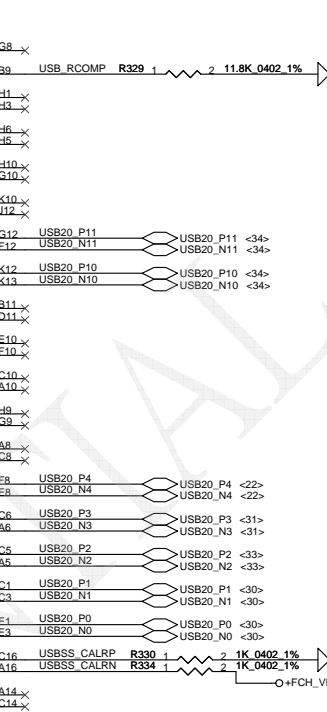 G8
B9 USB_RCOMP R329 1 2 11.8K_0402_1%
H1
H3
H6
H5
H10
G10
K10
J12
G12 USB20_P11 USB20_P11 <34>
F12 USB20_N11 USB20_N11 <34>
K12 USB20_P10 USB20_P10 <34>
K13 USB20_N10 USB20_N10 <34>
B11
D11
E10
F10
C10
A10
H9
G9
A8
C8
F8 USB20_P4 USB20_P4 <22>
E8 USB20_N4 USB20_N4 <22>
C6 USB20_P3 USB20_P3 <31>
A6 USB20_N3 USB20_N3 <31>
C5 USB20_P2 USB20_P2 <33>
A5 USB20_N2 USB20_N2 <33>
C1 USB20_P1 USB20_P1 <30>
C3 USB20_N1 USB20_N1 <30>
E1 USB20_P0 USB20_P0 <30>
E3 USB20_N0 USB20_N0 <30>
C16 USBSS_CALRP R330 1 2 1K_0402_1%
A16 USBSS_CALRN R334 1 2 1K_0402_1%
+FCH_V
A14
C14
TIAL